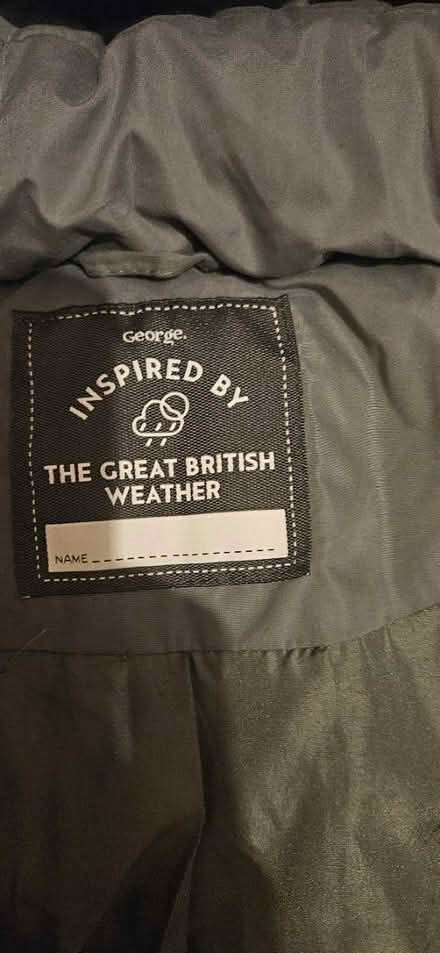 George.
INSPIRED BY
THE GREAT BRITISH
WEATHER
NAME